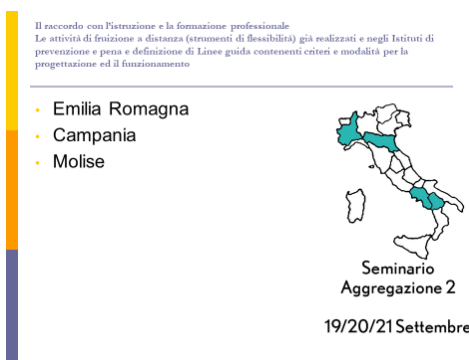 Il raccordo con l'istruzione e la formazione professionale
Le attività di fruizione a distanza (strumenti di flessibilità) già realizzati e negli Istituti di
prevenzione e pena e definizione di Linee guida contenenti criteri e modalità per la
progettazione ed il funzionamento
Emilia Romagna
Campania
Molise
Seminario
Aggregazione 2
19/20/21 Settembre